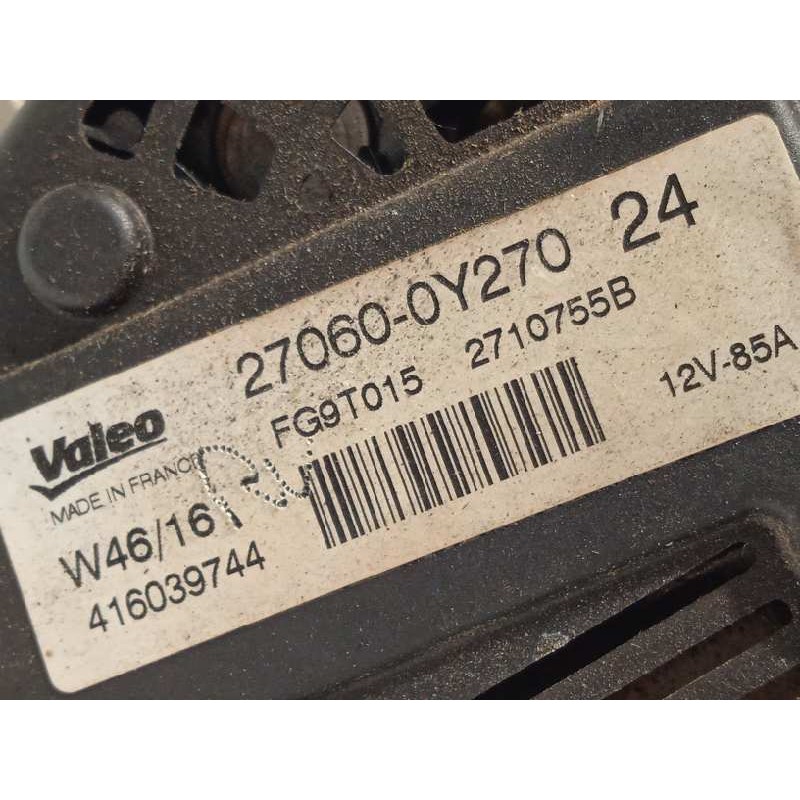 27060-0Y270 24
FG9T015 2710755B
12V-85A
Valeo
MADE IN FRANCE
W46/16
416039744